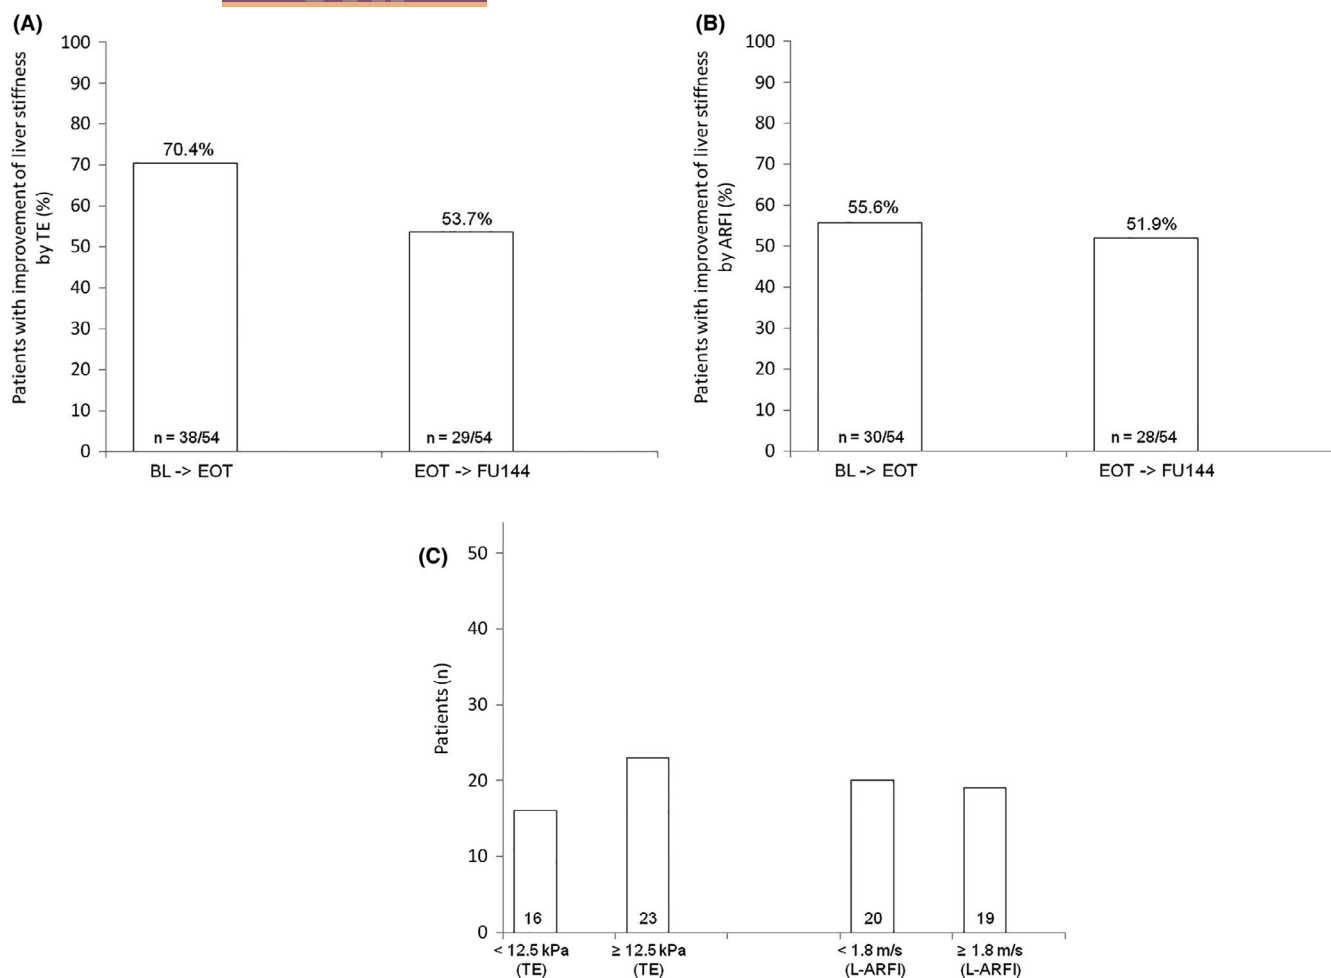 (A)
Patients with improvement of liver stiffness
by TE (%)
100
90
80
70
60
50
40
30
20
10
0
70.4%
53.7%
n = 38/54
n = 29/54
BL -> EOT
EOT -> FU144
(B)
Patients with improvement of liver stiffness
by ARFI (%)
100
90
80
70
60
50
40
30
20
10
0
55.6%
51.9%
n = 30/54
n = 28/54
BL -> EOT
EOT -> FU144
(C)
Patients (n)
50
40
30
20
10
0
16
23
20
19
< 12.5 kPa
(TE)
≥ 12.5 kPa
(TE)
< 1.8 m/s
(L-ARFI)
≥ 1.8 m/s
(L-ARFI)